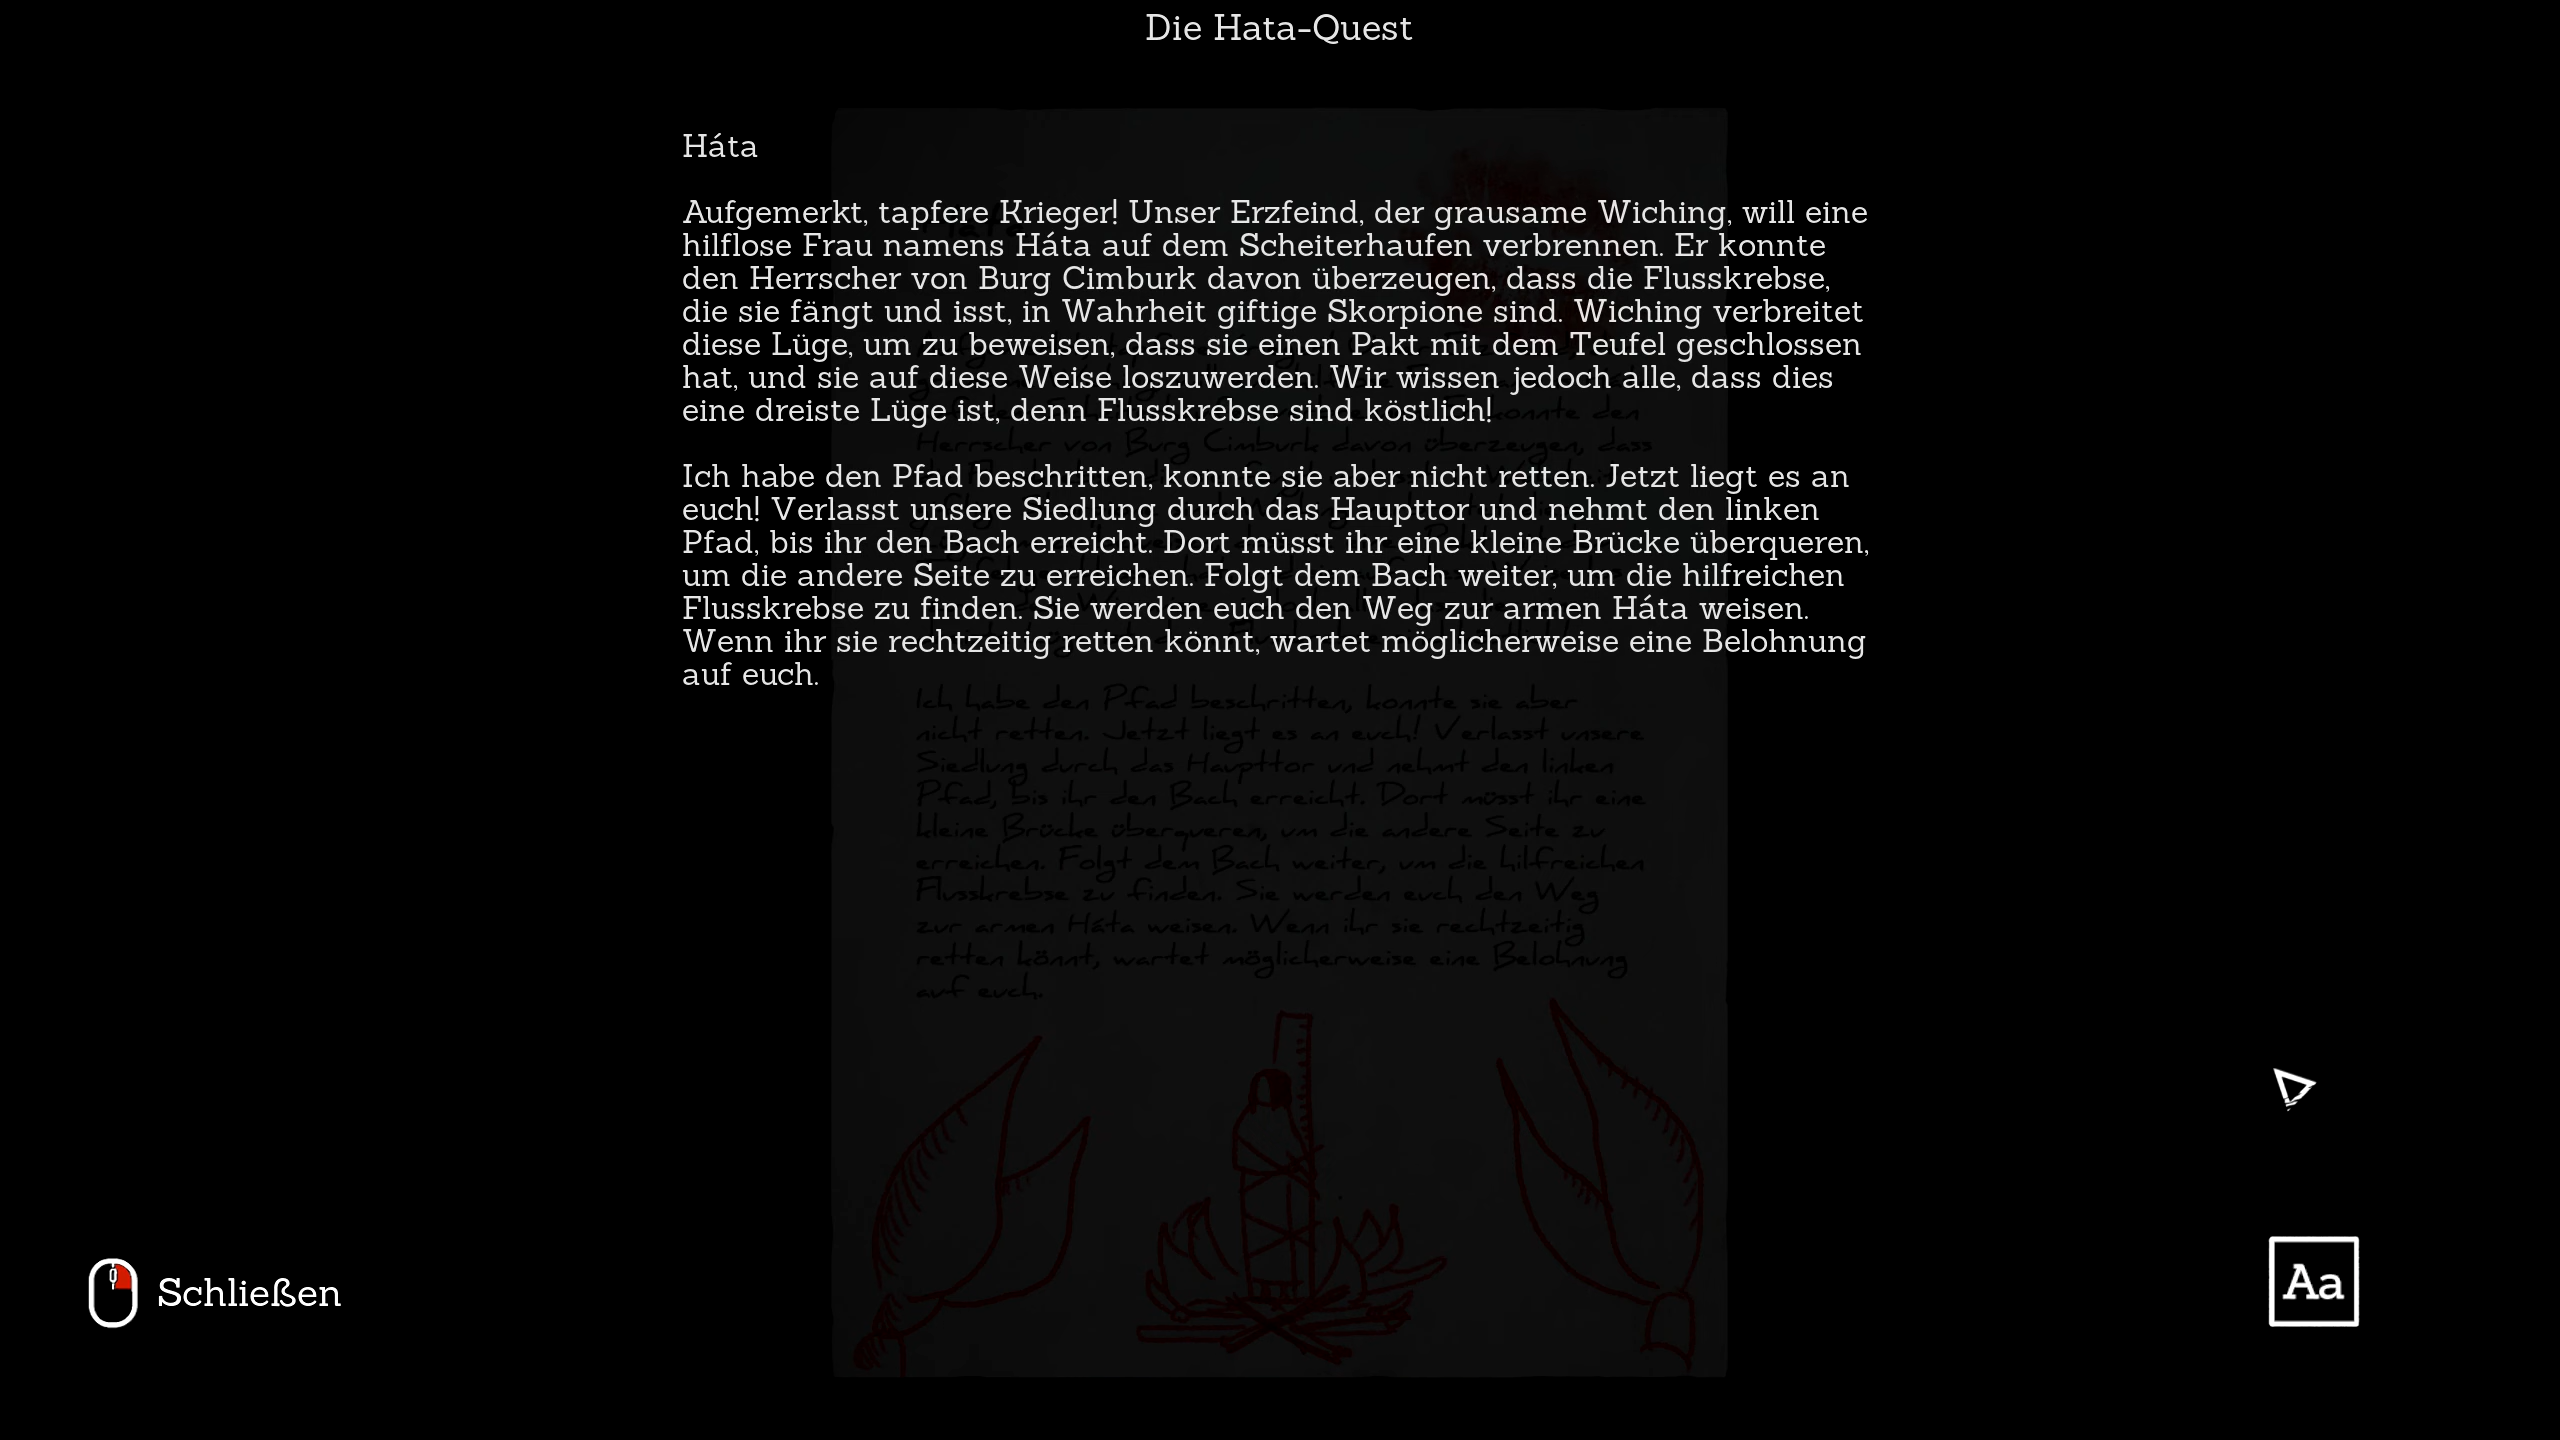 Die Hata-Quest
Háta
Aufgemerkt, tapfere Krieger! Unser Erzfeind, der grausame Wiching, will eine
hilflose Frau namens Háta auf dem Scheiterhaufen verbrennen. Er konnte
den Herrscher von Burg Cimburk davon überzeugen, dass die Flusskrebse,
die sie fängt und isst, in Wahrheit giftige Skorpione sind. Wiching verbreitet
diese Lüge, um zu beweisen, dass sie einen Pakt mit dem Teufel geschlossen
hat, und sie auf diese Weise loszuwerden. Wir wissen jedoch alle, dass dies
eine dreiste Lüge ist, denn Flusskrebse sind köstlich!
Ich habe den Pfad beschritten, konnte sie aber nicht retten. Jetzt liegt es an
euch! Verlasst unsere Siedlung durch das Haupttor und nehmt den linken
Pfad, bis ihr den Bach erreicht. Dort müsst ihr eine kleine Brücke überqueren,
um die andere Seite zu erreichen. Folgt dem Bach weiter, um die hilfreichen
Flusskrebse zu finden. Sie werden euch den Weg zur armen Háta weisen.
Wenn ihr sie rechtzeitig retten könnt, wartet möglicherweise eine Belohnung
auf euch.
konnte den
Herrscher von Burg Cimburk davon überzeugen, dass
Ich habe den Pfad beschritten, konnte sie aber
nicht retten. Jetzt liegt es an euch! Verlasst unsere
Siedlung durch das Haupttor und nehmt den linken
Pfad, bis ihr den Bach erreicht. Dort müsst ihr eine
kleine Brücke überqueren, um die andere Seite zu
erreichen. Folgt dem Bach weiter, um die hilfreichen
Flusskrebse zu finden. Sie werden euch den Weg
zur armen Háta weisen. Wenn ihr sie rechtzeitig
retten könnt, wartet möglicherweise eine Belohnung
auf euch.
Schließen
Aa